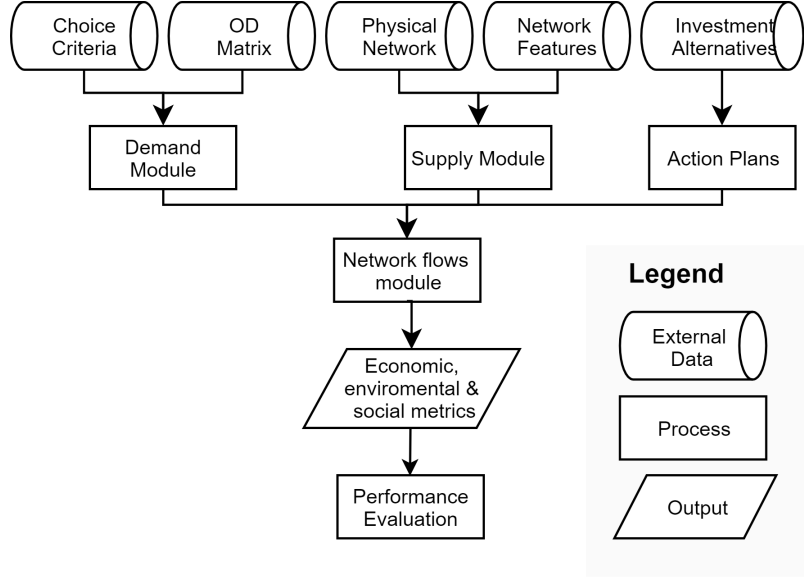 Choice
Criteria
OD
Matrix
Physical
Network
Network
Features
Investment
Alternatives
Demand
Module
Supply Module
Action Plans
Network flows
module
Economic,
enviromental &
social metrics
Performance
Evaluation
Legend
External
Data
Process
Output